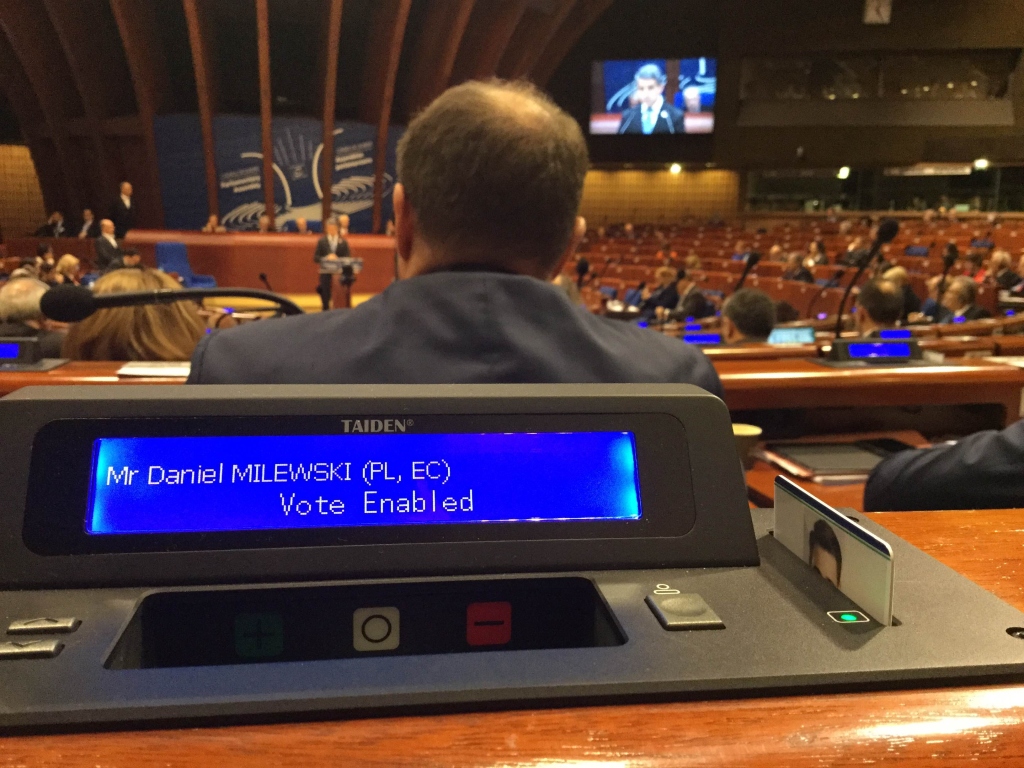 TAIDEN®
Mr Daniel MILEWSKI (PL, EC)
Vote Enabled